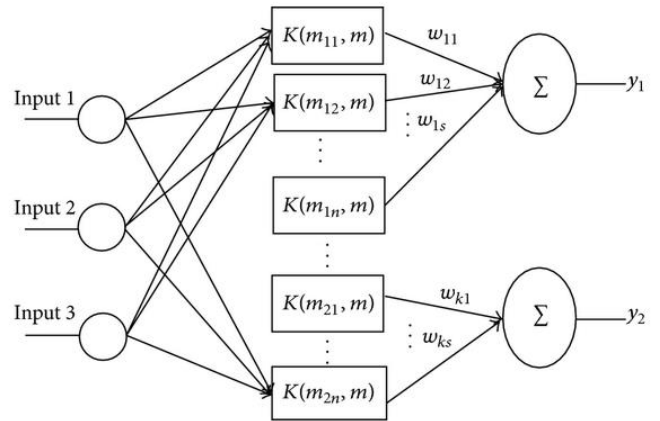 Input 1
Input 2
Input 3
K(m₁₁, m)
K(m₁₂, m)
⋮
K(m₁ₙ, m)
⋮
K(m₂₁, m)
⋮
K(m₂ₙ, m)
w₁₁
w₁₂
⋮ w₁ₛ
wₖ₁
⋮ wₖₛ
Σ
y₁
Σ
y₂